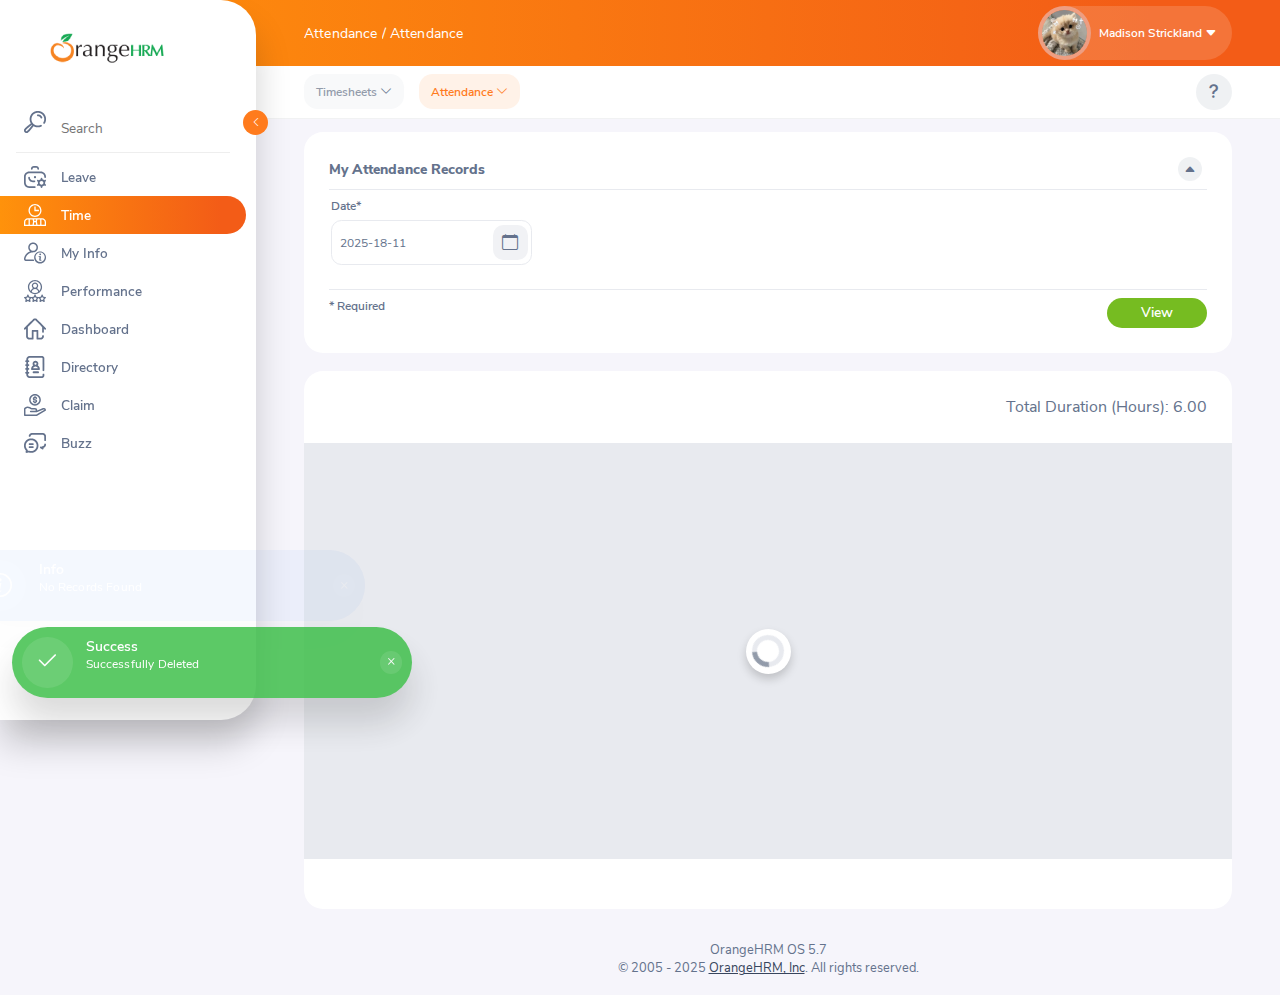 OrangeHRM
Attendance / Attendance
Madison Strickland
Timesheets
Attendance
?
Search
Leave
Time
My Info
Performance
Dashboard
Directory
Claim
Buzz
My Attendance Records
Date*
2025-18-11
* Required
View
Total Duration (Hours): 6.00
Info
No Records Found
Success
Successfully Deleted
OrangeHRM OS 5.7
© 2005 - 2025 OrangeHRM, Inc. All rights reserved.